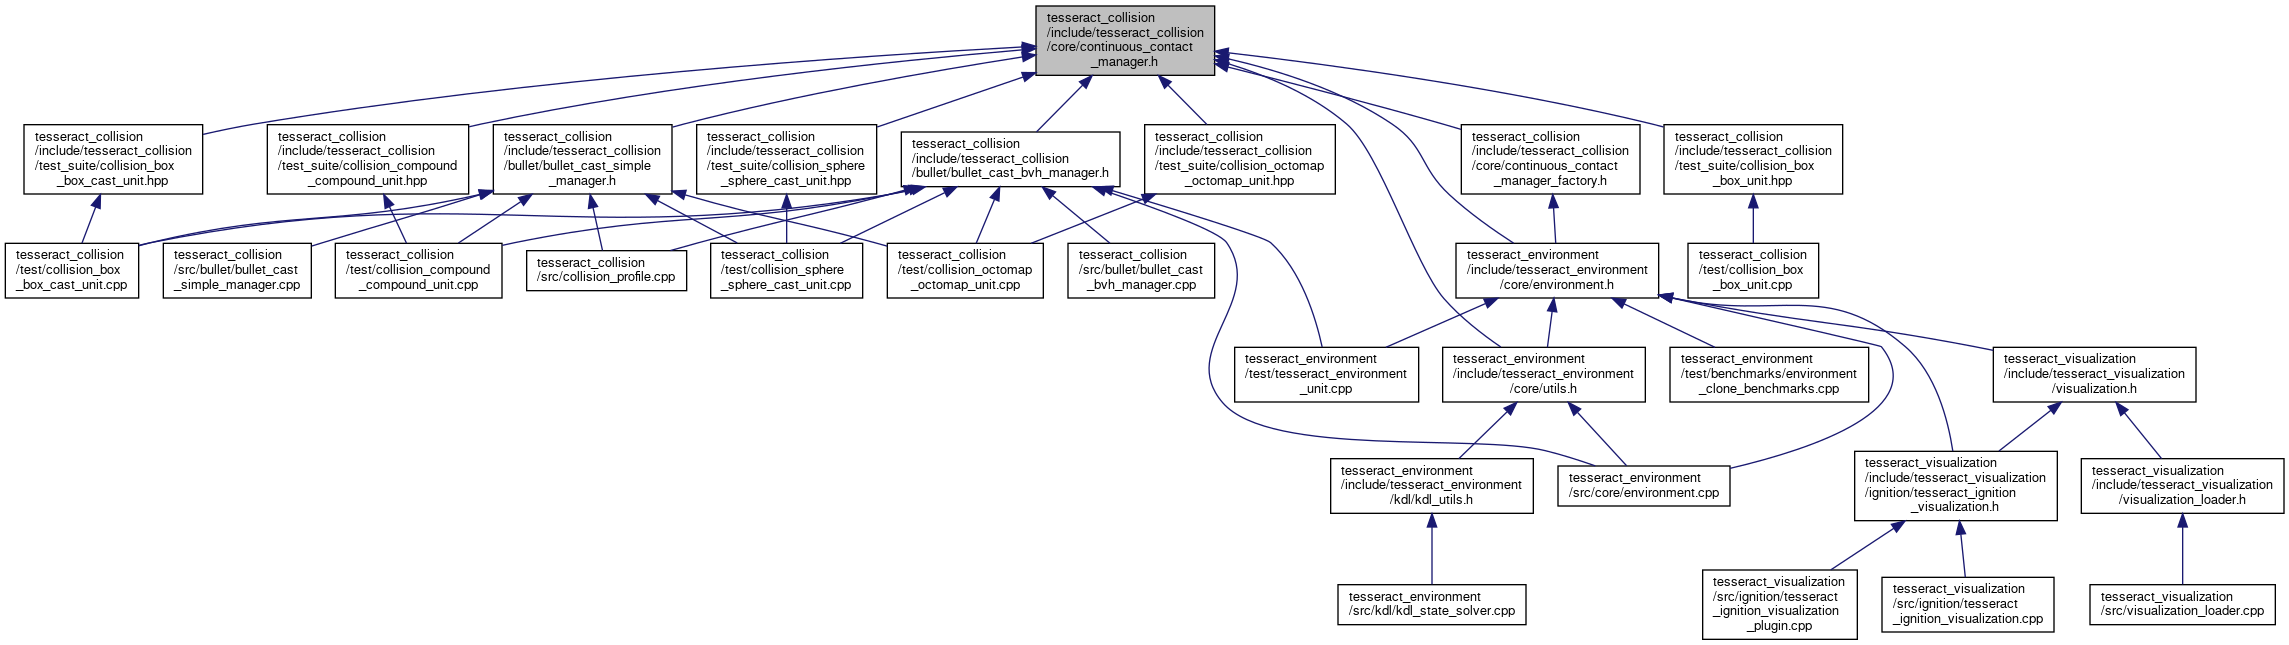 tesseract_collision
/include/tesseract_collision
/core/continuous_contact
_manager.h
tesseract_collision
/include/tesseract_collision
/test_suite/collision_box
_box_cast_unit.hpp
tesseract_collision
/include/tesseract_collision
/test_suite/collision_compound
_compound_unit.hpp
tesseract_collision
/include/tesseract_collision
/bullet/bullet_cast_simple
_manager.h
tesseract_collision
/include/tesseract_collision
/test_suite/collision_sphere
_sphere_cast_unit.hpp
tesseract_collision
/include/tesseract_collision
/bullet/bullet_cast_bvh_manager.h
tesseract_collision
/include/tesseract_collision
/test_suite/collision_octomap
_octomap_unit.hpp
tesseract_collision
/include/tesseract_collision
/core/continuous_contact
_manager_factory.h
tesseract_collision
/include/tesseract_collision
/test_suite/collision_box
_box_unit.hpp
tesseract_collision
/test/collision_box
_box_cast_unit.cpp
tesseract_collision
/src/bullet/bullet_cast
_simple_manager.cpp
tesseract_collision
/test/collision_compound
_compound_unit.cpp
tesseract_collision
/src/collision_profile.cpp
tesseract_collision
/test/collision_sphere
_sphere_cast_unit.cpp
tesseract_collision
/test/collision_octomap
_octomap_unit.cpp
tesseract_collision
/src/bullet/bullet_cast
_bvh_manager.cpp
tesseract_environment
/include/tesseract_environment
/core/environment.h
tesseract_collision
/test/collision_box
_box_unit.cpp
tesseract_environment
/test/tesseract_environment
_unit.cpp
tesseract_environment
/include/tesseract_environment
/core/utils.h
tesseract_environment
/test/benchmarks/environment
_clone_benchmarks.cpp
tesseract_visualization
/include/tesseract_visualization
/visualization.h
tesseract_environment
/include/tesseract_environment
/kdl/kdl_utils.h
tesseract_environment
/src/core/environment.cpp
tesseract_visualization
/include/tesseract_visualization
/ignition/tesseract_ignition
_visualization.h
tesseract_visualization
/include/tesseract_visualization
/visualization_loader.h
tesseract_environment
/src/kdl/kdl_state_solver.cpp
tesseract_visualization
/src/ignition/tesseract
_ignition_visualization
_plugin.cpp
tesseract_visualization
/src/ignition/tesseract
_ignition_visualization.cpp
tesseract_visualization
/src/visualization_loader.cpp